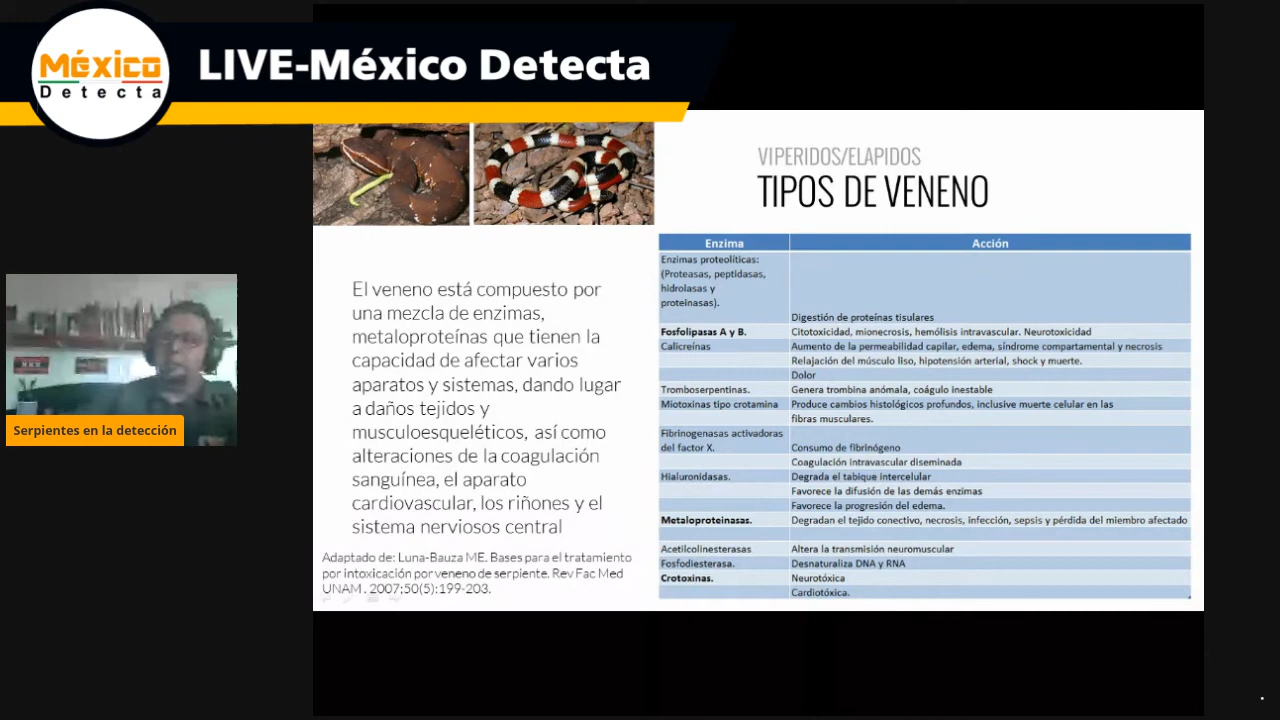 México
Detecta
LIVE-México Detecta
VIPERIDOS/ELAPIDOS
TIPOS DE VENENO
El veneno está compuesto por
una mezcla de enzimas,
metaloproteínas que tienen la
capacidad de afectar varios
aparatos y sistemas, dando lugar
a daños tejidos y
musculoesqueléticos, así como
alteraciones de la coagulación
sanguínea, el aparato
cardiovascular, los riñones y el
sistema nerviosos central
Adaptado de: Luna-Bauza ME. Bases para el tratamiento
por intoxicación por veneno de serpiente. Rev Fac Med
UNAM . 2007;50(5):199-203.
Enzima Acción
Enzimas proteolíticas:
(Proteasas, peptidasas,
hidrolasas y
proteinasas).
Digestión de proteínas tisulares
Fosfolipasas A y B. Citotoxicidad, mionecrosis, hemólisis intravascular. Neurotoxicidad
Calicreínas Aumento de la permeabilidad capilar, edema, síndrome compartamental y necrosis
Relajación del músculo liso, hipotensión arterial, shock y muerte.
Dolor
Tromboserpentinas. Genera trombina anómala, coágulo inestable
Miotoxinas tipo crotamina Produce cambios histológicos profundos, inclusive muerte celular en las
fibras musculares.
Fibrinogenasas activadoras
del factor X. Consumo de fibrinógeno
Coagulación intravascular diseminada
Hialuronidasas. Degrada el tabique intercelular
Favorece la difusión de las demás enzimas
Favorece la progresión del edema.
Metaloproteinasas. Degradan el tejido conectivo, necrosis, infección, sepsis y pérdida del miembro afectado
Acetilcolinesterasas Altera la transmisión neuromuscular
Fosfodiesterasa. Desnaturaliza DNA y RNA
Crotoxinas. Neurotóxica
Cardiotóxica.
Serpientes en la detección